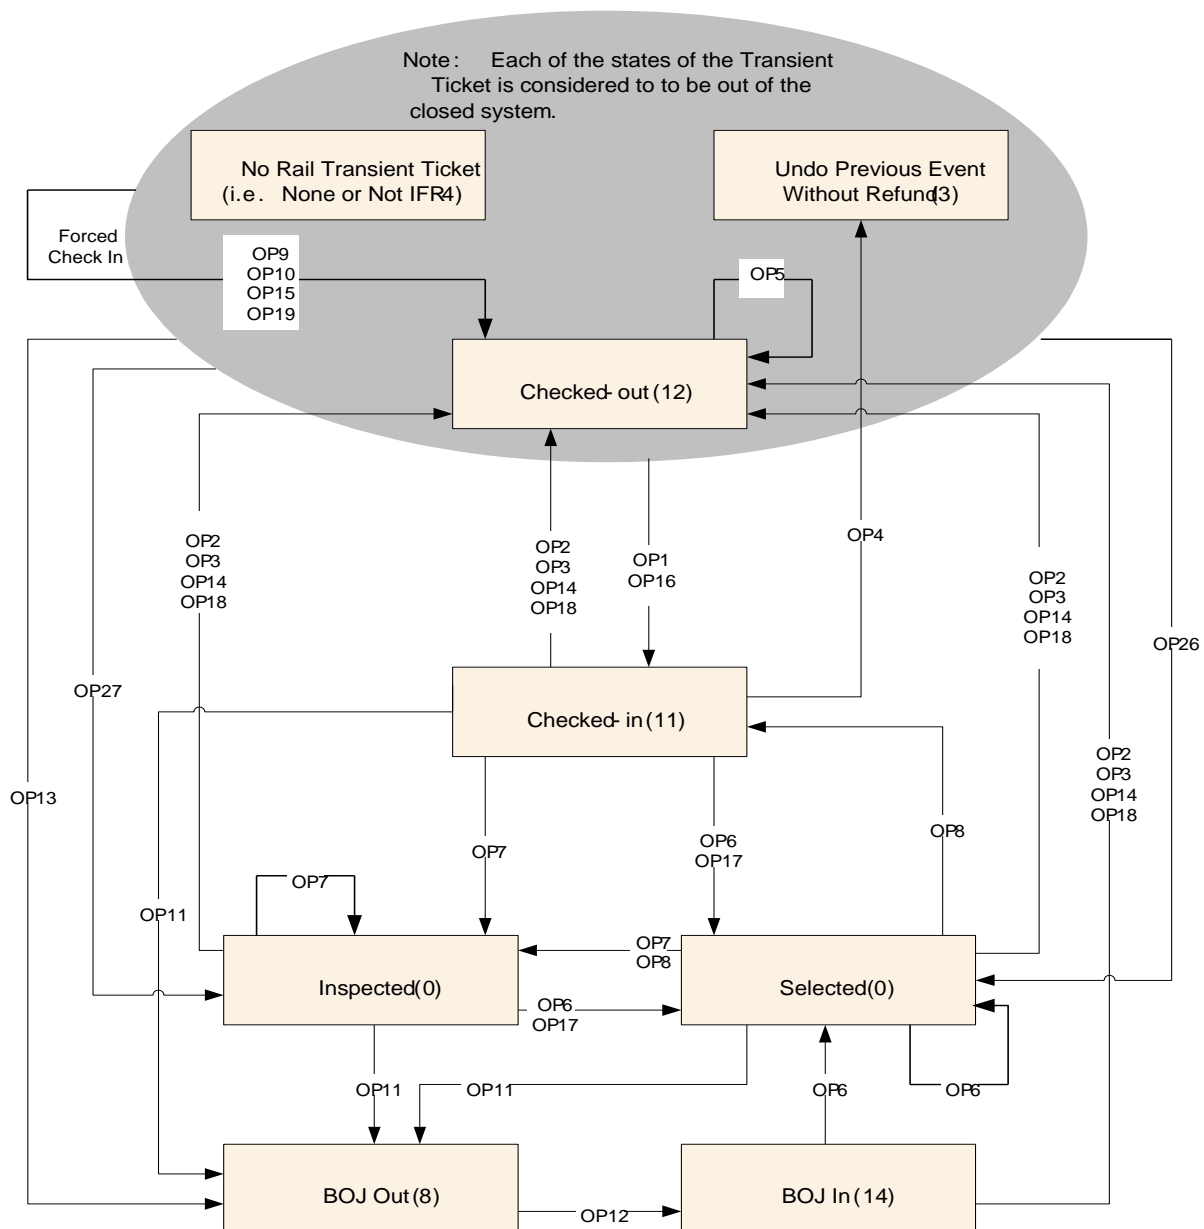 Note: Each of the states of the Transient
Ticket is considered to to be out of the
closed system.
No Rail Transient Ticket
(i.e. None or Not IFR4)
Undo Previous Event
Without Refund(3)
Forced
Check In
OP9
OP10
OP15
OP19
OP5
Checked-out (12)
OP2
OP3
OP14
OP18
OP2
OP3
OP14
OP18
OP1
OP16
OP4
OP2
OP3
OP14
OP18
OP26
OP27
Checked-in (11)
OP13
OP2
OP3
OP14
OP18
OP7
OP6
OP17
OP8
OP7
OP11
Inspected(0)
OP7
OP8
OP6
OP17
Selected(0)
OP11
OP11
OP6
OP6
BOJ Out (8)
OP12
BOJ In (14)